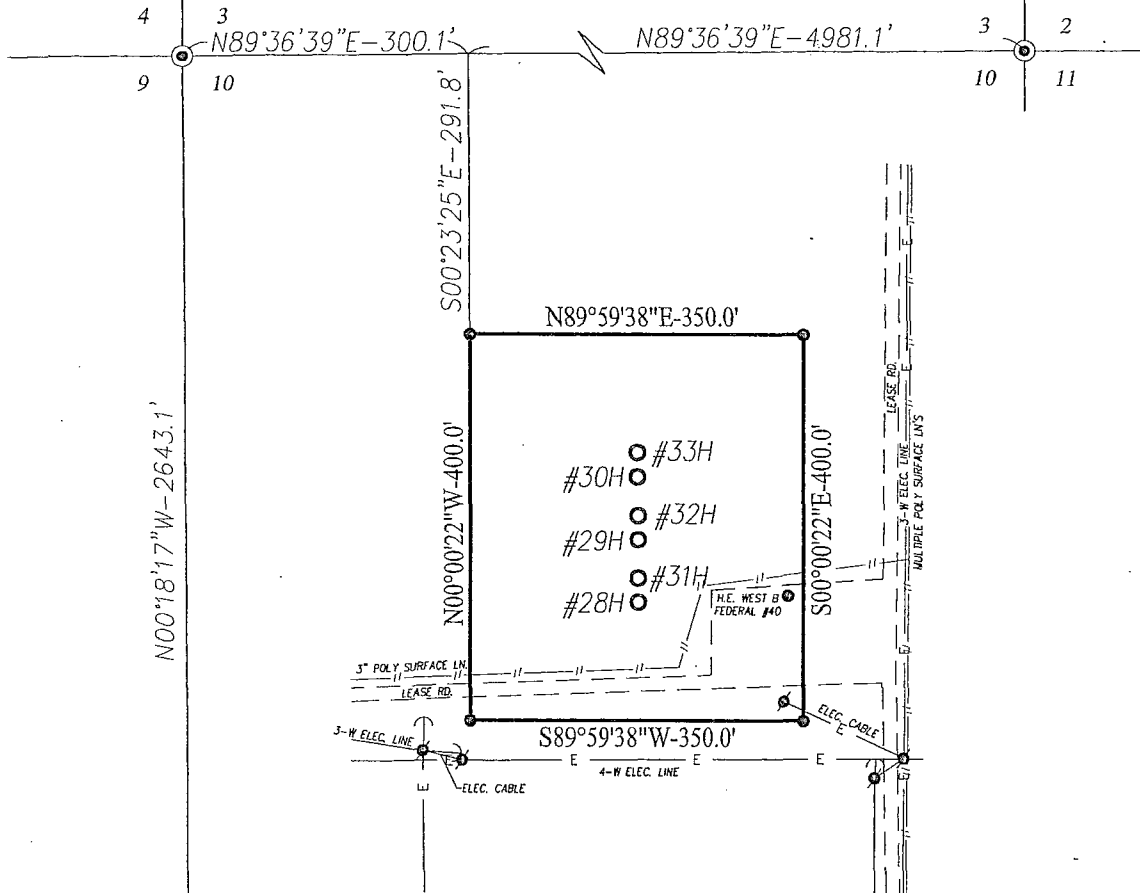 4 3
3 2
N89°36'39"E-300.1'
N89°36'39"E-4981.1'
9 10
10 11
S00°23'25"E-291.8'
N89°59'38"E-350.0'
N00°18'17"W-2643.1'
N00°00'22"W-400.0'
S00°00'22"E-400.0'
LEASE RD.
3-W ELEC. LINE
MULTIPLE POLY SURFACE LN'S
E
E
#33H
#30H
#32H
#29H
#31H
#28H
H.E. WEST B
FEDERAL #40
3" POLY SURFACE LN.
LEASE RD.
E
E
3-W ELEC. LINE
S89°59'38"W-350.0'
ELEC. CABLE
E
E
E E E
4-W ELEC. LINE
E
E
ELEC. CABLE
E